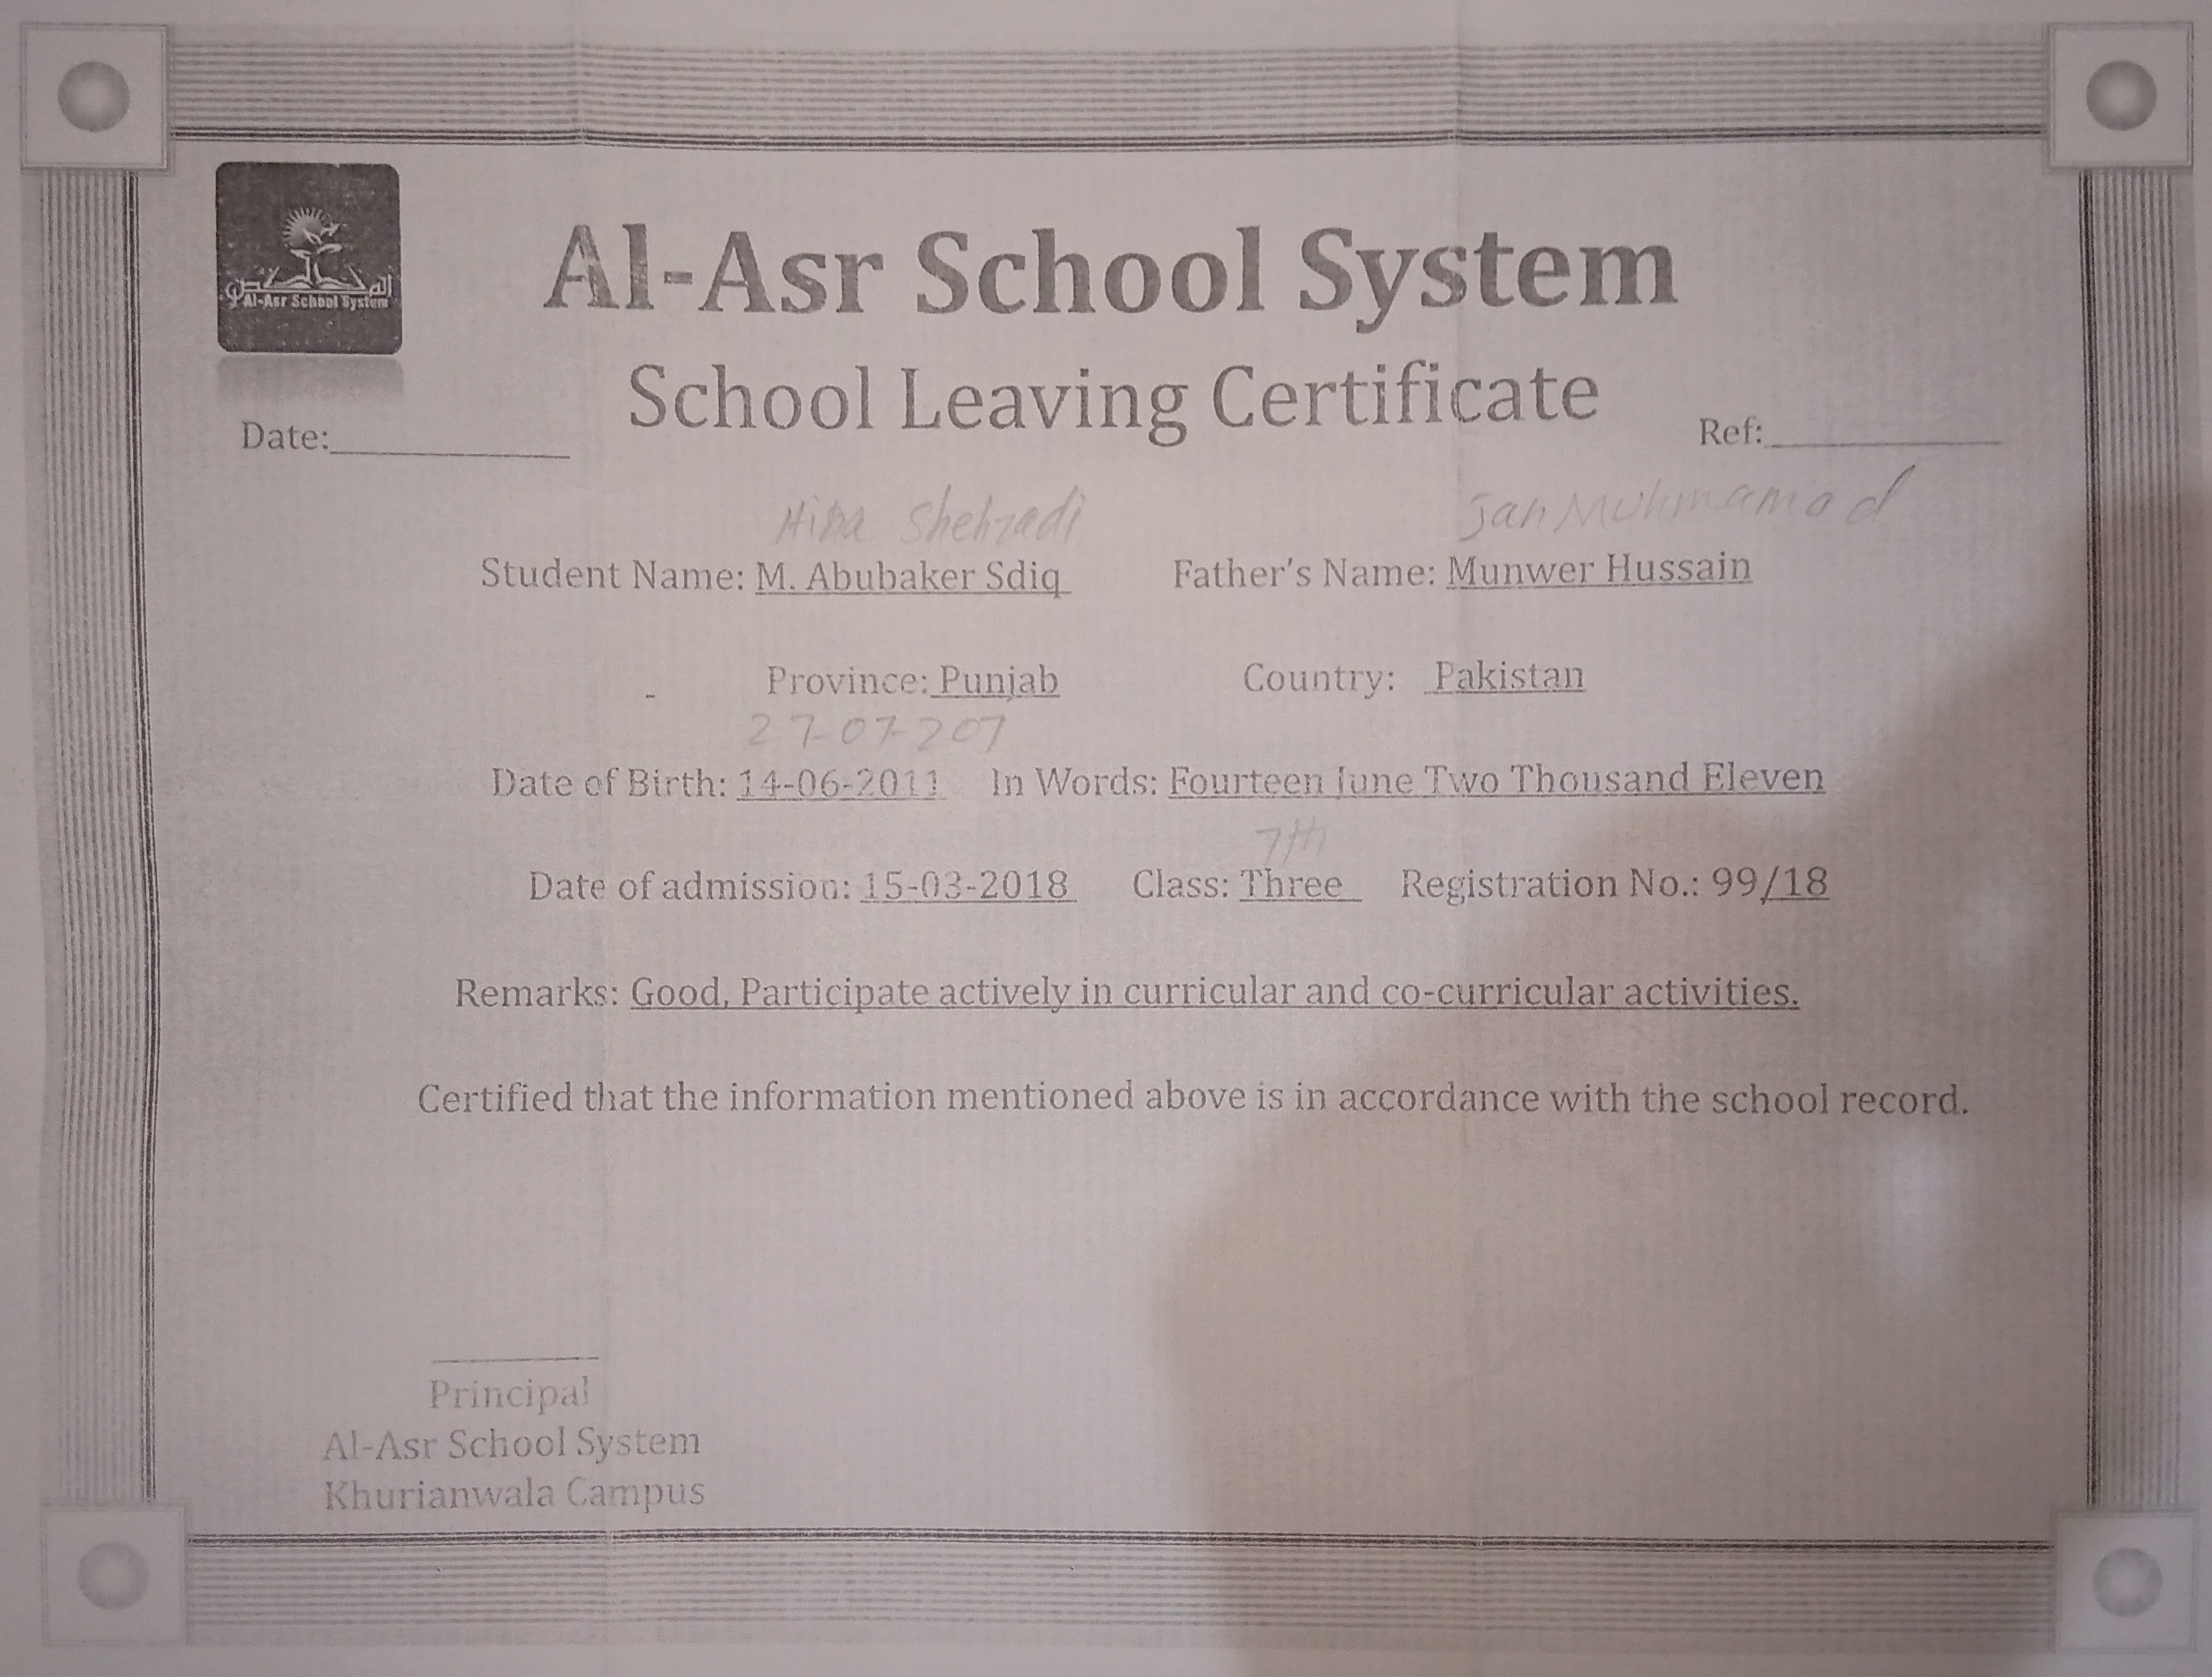 Al-Asr School System
Al-Asr School System
School Leaving Certificate
Date:
Ref:
Hiba Shehzadi Jan Muhmamad
Student Name: M. Abubaker Sdiq Father's Name: Munwer Hussain
- Province: Punjab Country: Pakistan
27-07-207
Date of Birth: 14-06-2011 In Words: Fourteen June Two Thousand Eleven
7th
Date of admission: 15-03-2018 Class: Three Registration No.: 99/18
Remarks: Good, Participate actively in curricular and co-curricular activities.
Certified that the information mentioned above is in accordance with the school record.
Principal
Al-Asr School System
Khurianwala Campus